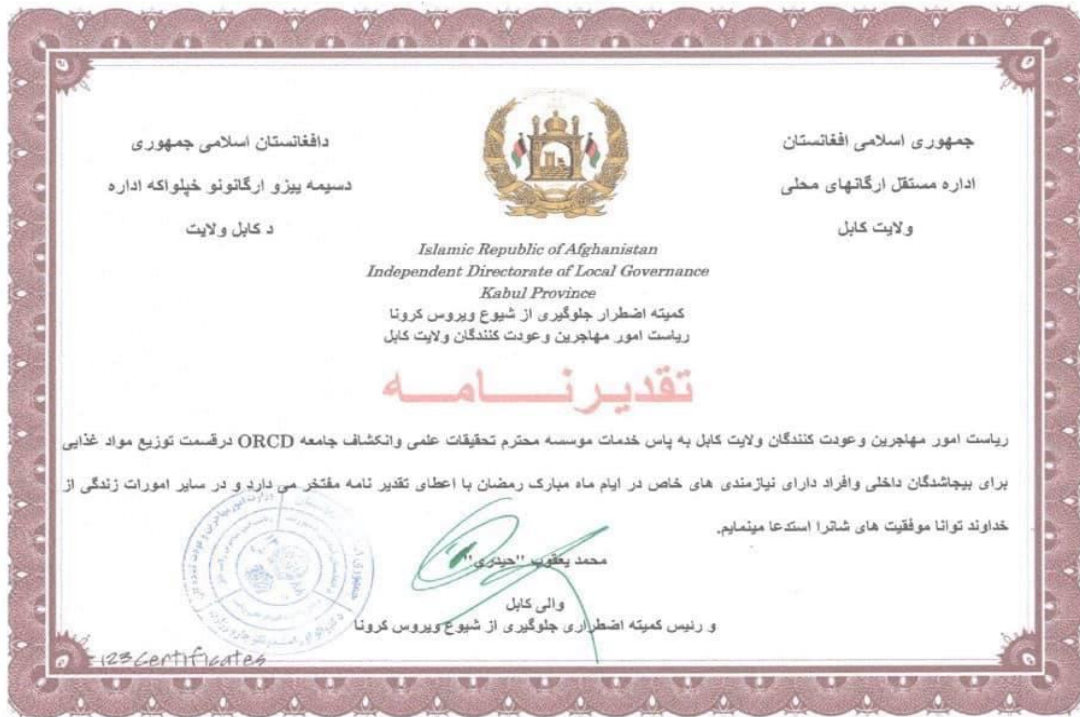 جمهوری اسلامی افغانستان
اداره مستقل ارگانهای محلی
ولایت کابل
دافغانستان اسلامی جمهوری
دسیمه ییزو ارگانونو خپلواکه اداره
د کابل ولایت
Islamic Republic of Afghanistan
Independent Directorate of Local Governance
Kabul Province
کمیته اضطرار جلوگیری از شیوع ویروس کرونا
ریاست امور مهاجرین وعودت کنندگان ولایت کابل
تقدیرنــــامــــه
ریاست امور مهاجرین وعودت کنندگان ولایت کابل به پاس خدمات موسسه محترم تحقیقات علمی وانکشاف جامعه ORCD درقسمت توزیع مواد غذایی
برای بیجاشدگان داخلی وافراد دارای نیازمندی های خاص در ایام ماه مبارک رمضان با اعطای تقدیر نامه مفتخر می دارد و در سایر امورات زندگی از
خداوند توانا موفقیت های شانرا استدعا مینمایم.
محمد یعقوب "حیدری"
والی کابل
و رئیس کمیته اضطراری جلوگیری از شیوع ویروس کرونا
123Certificates